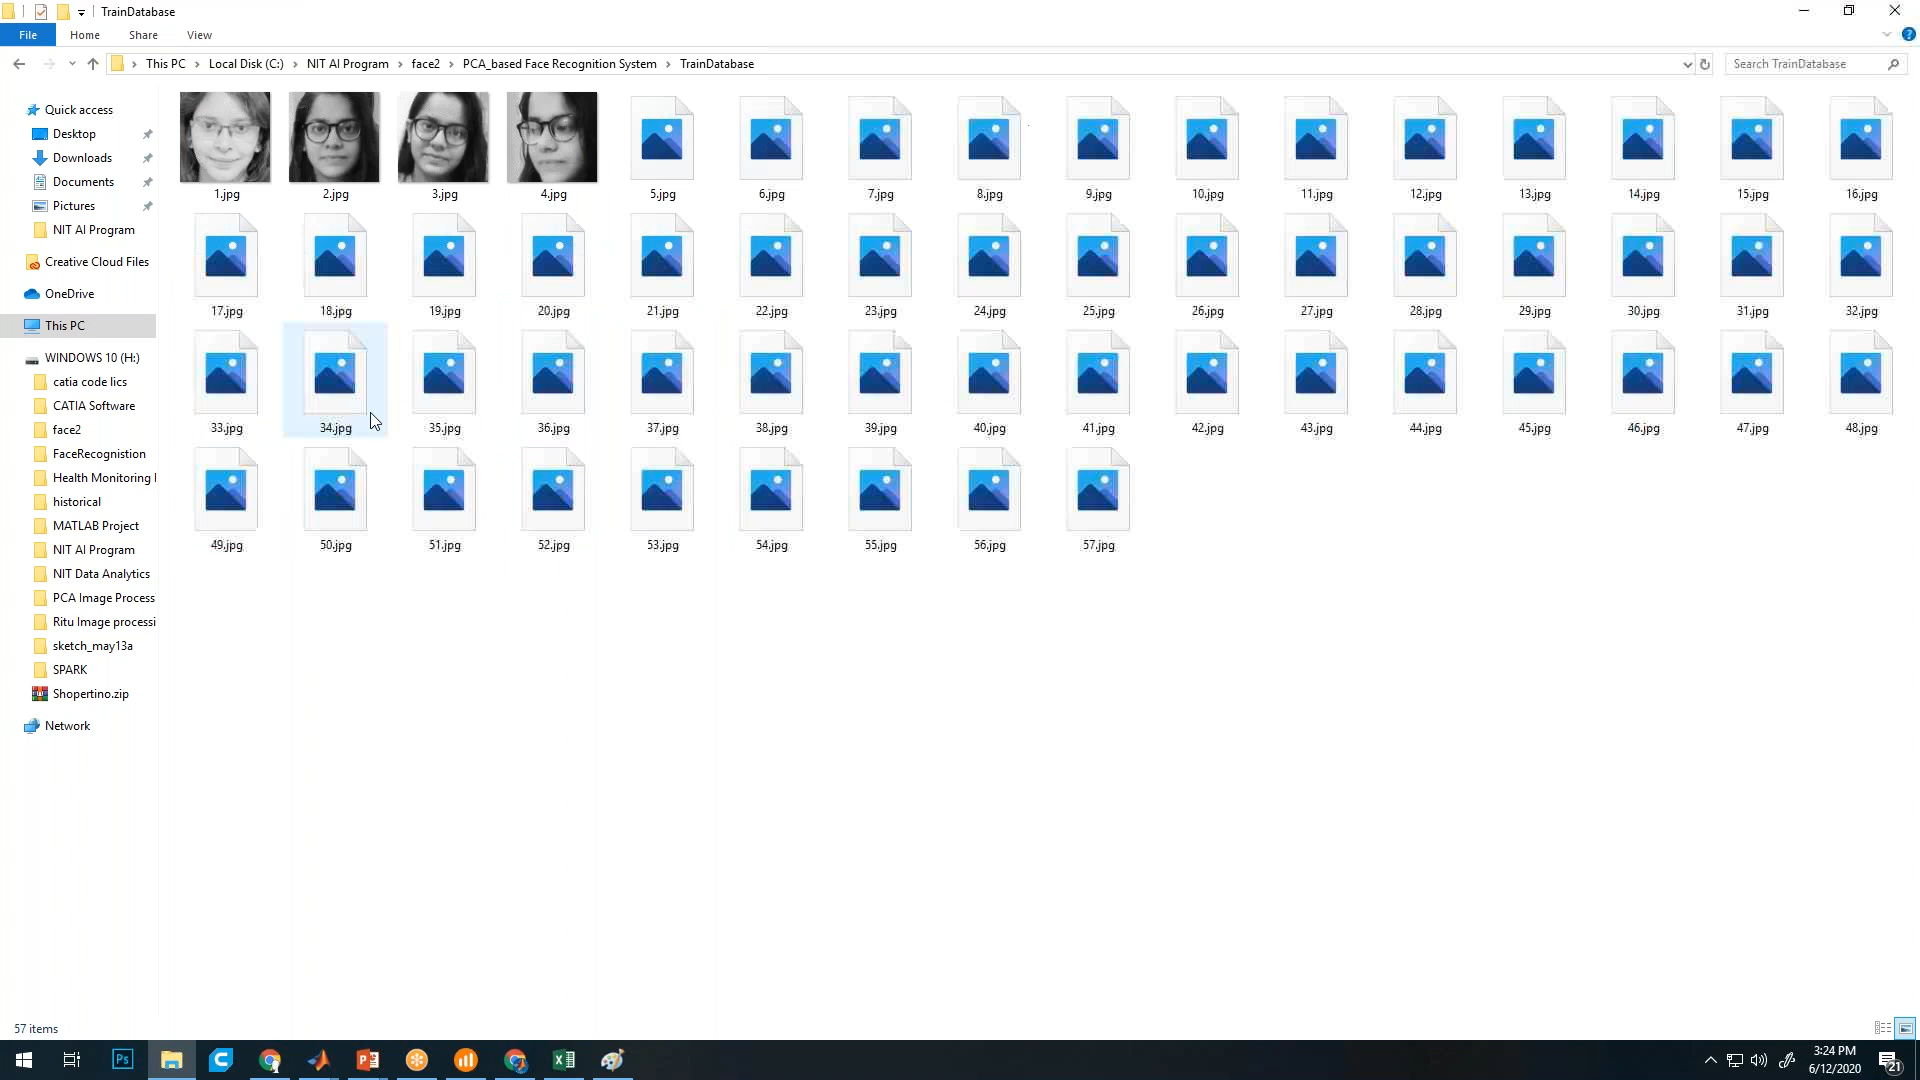 TrainDatabase
File Home Share View
This PC Local Disk (C:) NIT AI Program face2 PCA_based Face Recognition System TrainDatabase
Search TrainDatabase
Quick access
Desktop
Downloads
Documents
Pictures
NIT AI Program
Creative Cloud Files
OneDrive
This PC
WINDOWS 10 (H:)
catia code lics
CATIA Software
face2
FaceRecognistion
Health Monitoring
historical
MATLAB Project
NIT AI Program
NIT Data Analytics
PCA Image Process
Ritu Image processi
sketch_may13a
SPARK
Shopertino.zip
Network
1.jpg 2.jpg 3.jpg 4.jpg 5.jpg 6.jpg 7.jpg 8.jpg 9.jpg 10.jpg 11.jpg 12.jpg 13.jpg 14.jpg 15.jpg 16.jpg
17.jpg 18.jpg 19.jpg 20.jpg 21.jpg 22.jpg 23.jpg 24.jpg 25.jpg 26.jpg 27.jpg 28.jpg 29.jpg 30.jpg 31.jpg 32.jpg
33.jpg 34.jpg 35.jpg 36.jpg 37.jpg 38.jpg 39.jpg 40.jpg 41.jpg 42.jpg 43.jpg 44.jpg 45.jpg 46.jpg 47.jpg 48.jpg
49.jpg 50.jpg 51.jpg 52.jpg 53.jpg 54.jpg 55.jpg 56.jpg 57.jpg
57 items
Ps
3:24 PM
6/12/2020
21